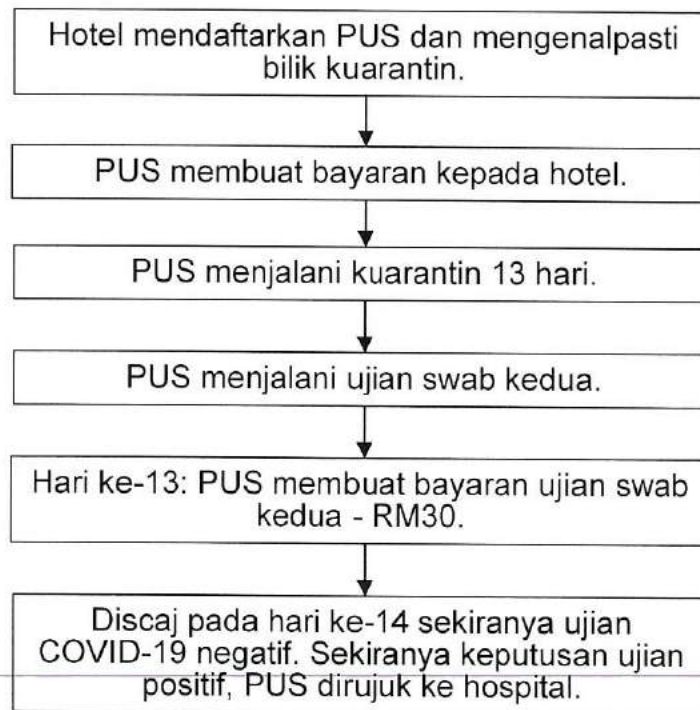 Hotel mendaftarkan PUS dan mengenalpasti
bilik kuarantin.
PUS membuat bayaran kepada hotel.
PUS menjalani kuarantin 13 hari.
PUS menjalani ujian swab kedua.
Hari ke-13: PUS membuat bayaran ujian swab
kedua - RM30.
Discaj pada hari ke-14 sekiranya ujian
COVID-19 negatif. Sekiranya keputusan ujian
positif, PUS dirujuk ke hospital.